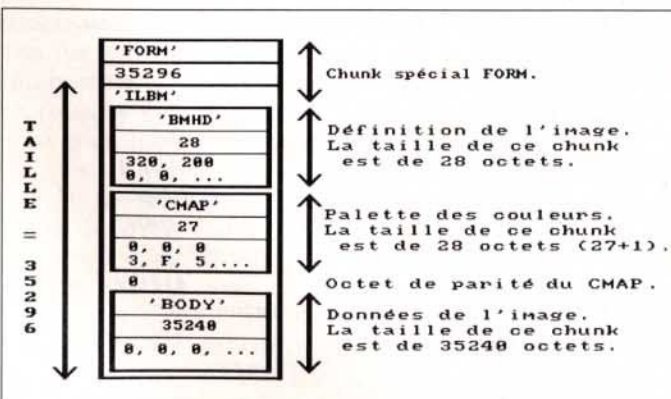 TAILLE = 35296
'FORM'
35296
'ILBM'
'BMHD'
28
320, 200
0, 0, ...
'CMAP'
27
0, 0, 0
3, F, 5,...
0
'BODY'
35240
0, 0, 0, ...
Chunk spécial FORM.
Définition de l'image.
La taille de ce chunk
est de 28 octets.
Palette des couleurs.
La taille de ce chunk
est de 28 octets (27+1).
Octet de parité du CMAP.
Données de l'image.
La taille de ce chunk
est de 35240 octets.